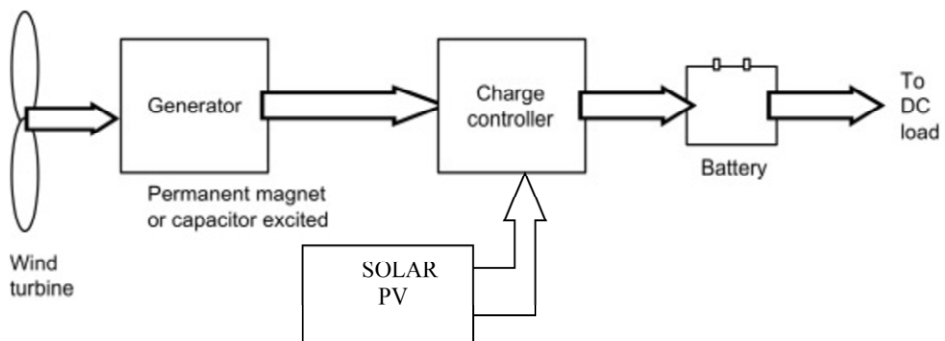 Generator
Charge
controller
To
DC
load
Battery
Permanent magnet
or capacitor excited
Wind
turbine
SOLAR
PV